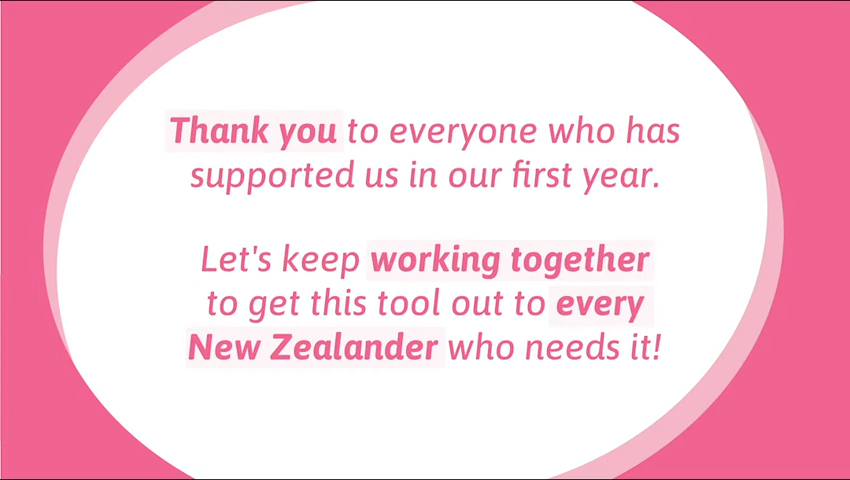 Thank you to everyone who has
supported us in our first year.
Let's keep working together
to get this tool out to every
New Zealander who needs it!